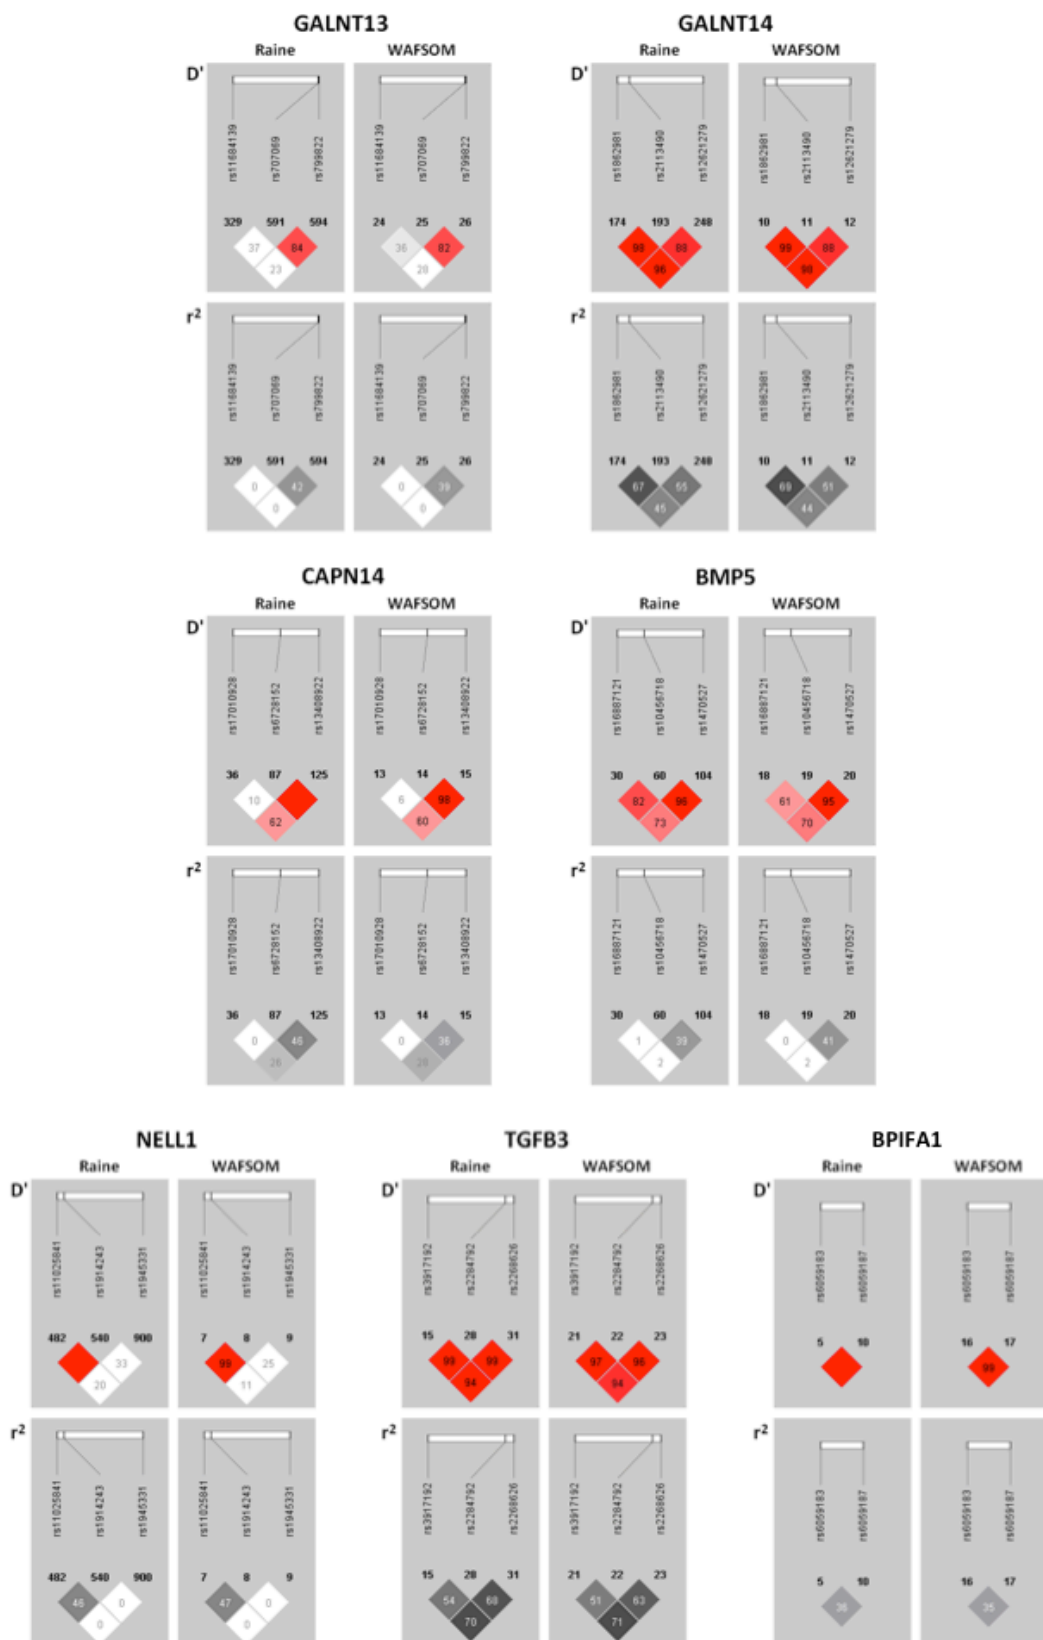 GALNT13 GALNT14
Raine WAFSOM Raine WAFSOM
D'
rs11684139 rs707069 rs799822 rs11684139 rs707069 rs799822 rs1862981 rs2113490 rs12621279 rs1862981 rs2113490 rs12621279
329 591 594 24 25 26 174 193 248 10 11 12
37 84 36 82 98 88 99 88
23 28 96 98
r²
rs11684139 rs707069 rs799822 rs11684139 rs707069 rs799822 rs1862981 rs2113490 rs12621279 rs1862981 rs2113490 rs12621279
329 591 594 24 25 26 174 193 248 10 11 12
0 42 0 39 67 55 69 51
0 0 45 44
CAPN14 BMP5
Raine WAFSOM Raine WAFSOM
D' D'
rs17010928 rs6728152 rs13408922 rs17010928 rs6728152 rs13408922 rs16887121 rs10456718 rs1470527 rs16887121 rs10456718 rs1470527
36 87 125 13 14 15 30 60 104 18 19 20
10 6 98 82 96 61 95
62 60 73 70
r² r²
rs17010928 rs6728152 rs13408922 rs17010928 rs6728152 rs13408922 rs16887121 rs10456718 rs1470527 rs16887121 rs10456718 rs1470527
36 87 125 13 14 15 30 60 104 18 19 20
0 46 0 36 1 39 0 41
26 28 2 2
NELL1 TGFB3 BPIFA1
Raine WAFSOM Raine WAFSOM Raine WAFSOM
D' D' D'
rs11025841 rs1914243 rs1945331 rs11025841 rs1914243 rs1945331 rs3917192 rs2284792 rs2268626 rs3917192 rs2284792 rs2268626 rs6059183 rs6059187 rs6059183 rs6059187
482 540 900 7 8 9 15 28 31 21 22 23 5 10 16 17
33 99 25 99 99 97 96 99
20 11 94 94
r² r² r²
rs11025841 rs1914243 rs1945331 rs11025841 rs1914243 rs1945331 rs3917192 rs2284792 rs2268626 rs3917192 rs2284792 rs2268626 rs6059183 rs6059187 rs6059183 rs6059187
482 540 900 7 8 9 15 28 31 21 22 23 5 10 16 17
46 0 47 0 54 68 51 63 36 35
0 0 70 71